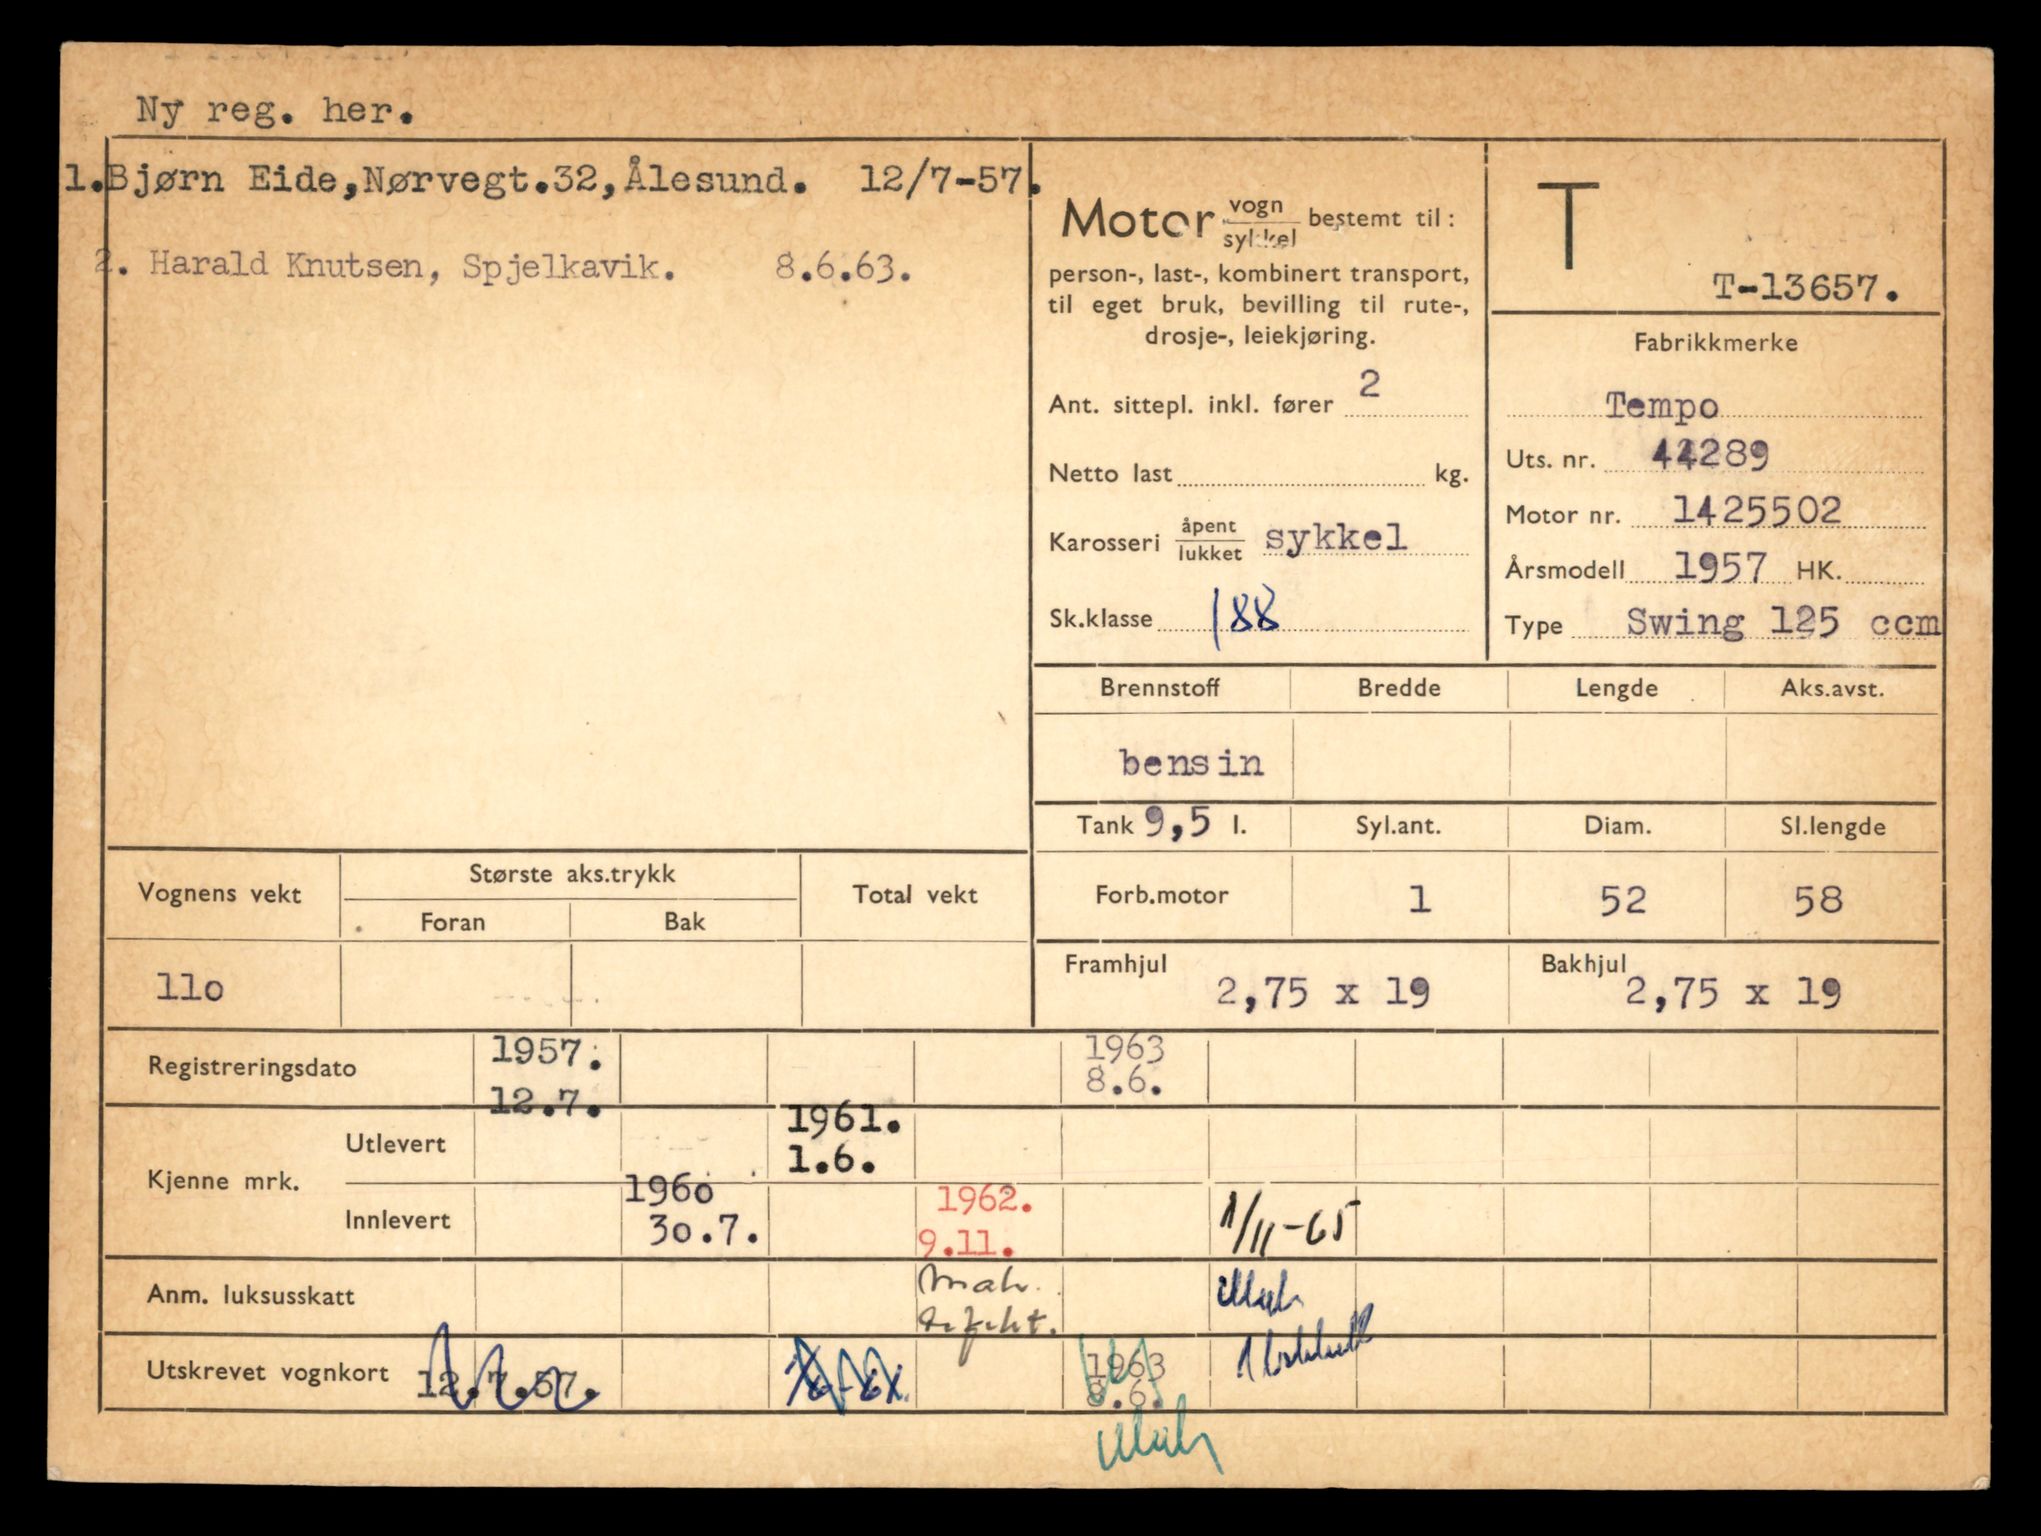 Ny reg. her.
1.Bjørn Eide,Nørvegt.32,Ålesund. 12/7-57.
2. Harald Knutsen, Spjelkavik. 8.6.63.
Motor vogn/sykkel bestemt til:
person-, last-, kombinert transport,
til eget bruk, bevilling til rute-,
drosje-, leiekjøring.
Ant. sittepl. inkl. fører 2
Netto last kg.
Karosseri åpent/lukket sykkel
Sk.klasse 188
T
T-13657.
Fabrikkmerke
Tempo
Uts. nr. 44289
Motor nr. 1425502
Årsmodell 1957 HK.
Type Swing 125 ccm
Brennstoff Bredde Lengde Aks.avst.
bensin
Tank 9,5 l. Syl.ant. Diam. Sl.lengde
Forb.motor 1 52 58
Framhjul 2,75 x 19 Bakhjul 2,75 x 19
Vognens vekt Største aks.trykk Total vekt
Foran Bak
110
Registreringsdato 1957. 1963
12.7. 8.6.
Kjenne mrk.
Utlevert 1961.
1.6.
Innlevert 1960 1962. 1/11-65
30.7. 9.11.
Anm. luksusskatt
Utskrevet vognkort 12.7.57. 1963
8.6.